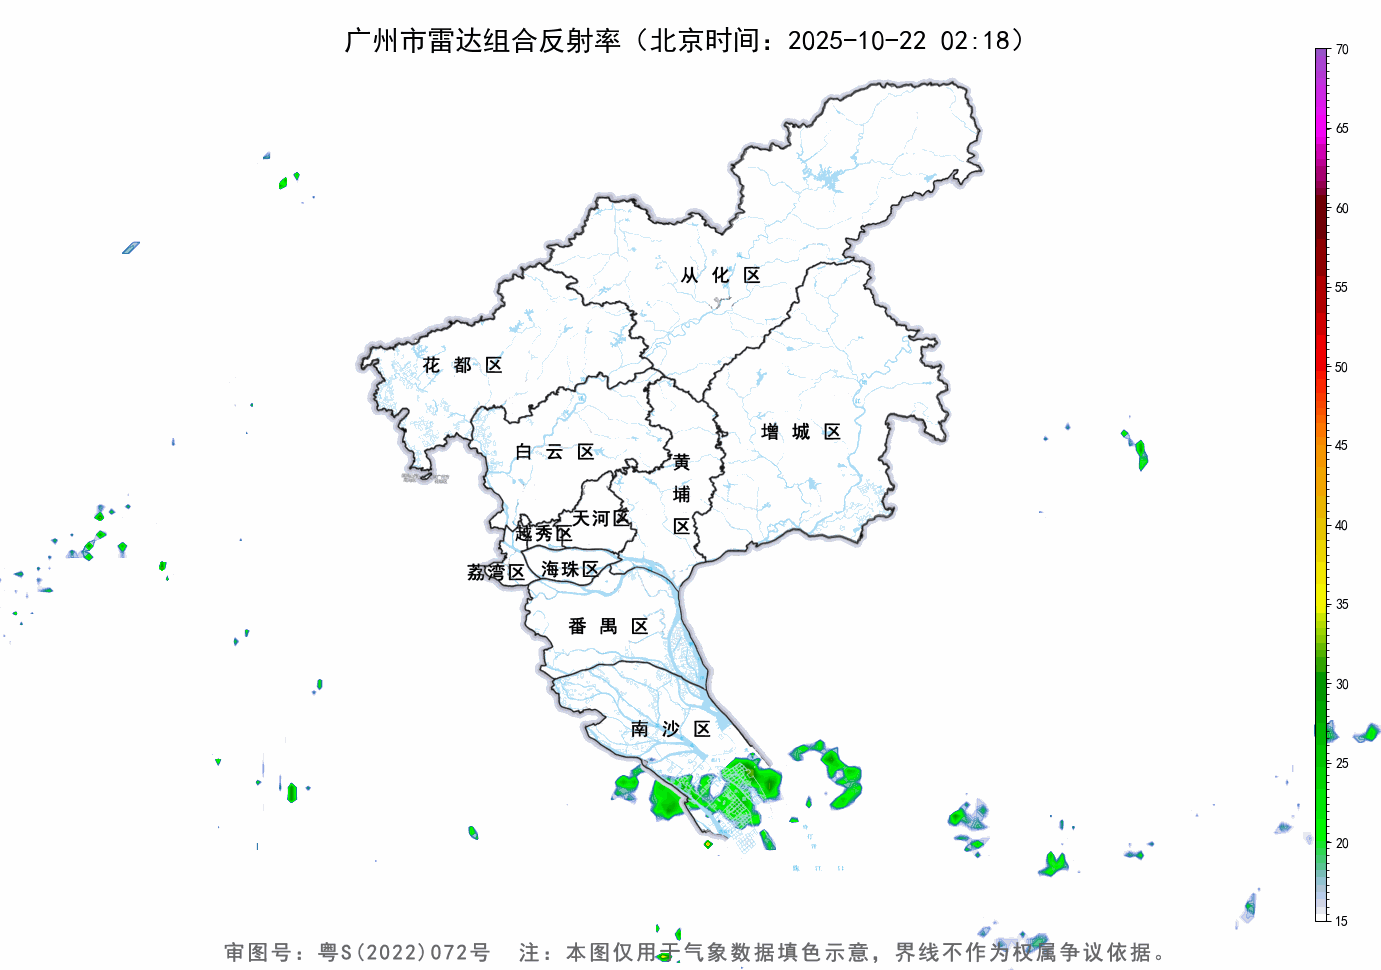 广州市雷达组合反射率（北京时间：2025-10-22 02:18）
70
65
60
55
50
45
40
35
30
25
20
15
从化区
花都区
增城区
白云区
黄埔区
天河区
越秀区
荔湾区
海珠区
番禺区
南沙区
审图号：粤S(2022)072号 注：本图仅用于气象数据填色示意，界线不作为权属争议依据。